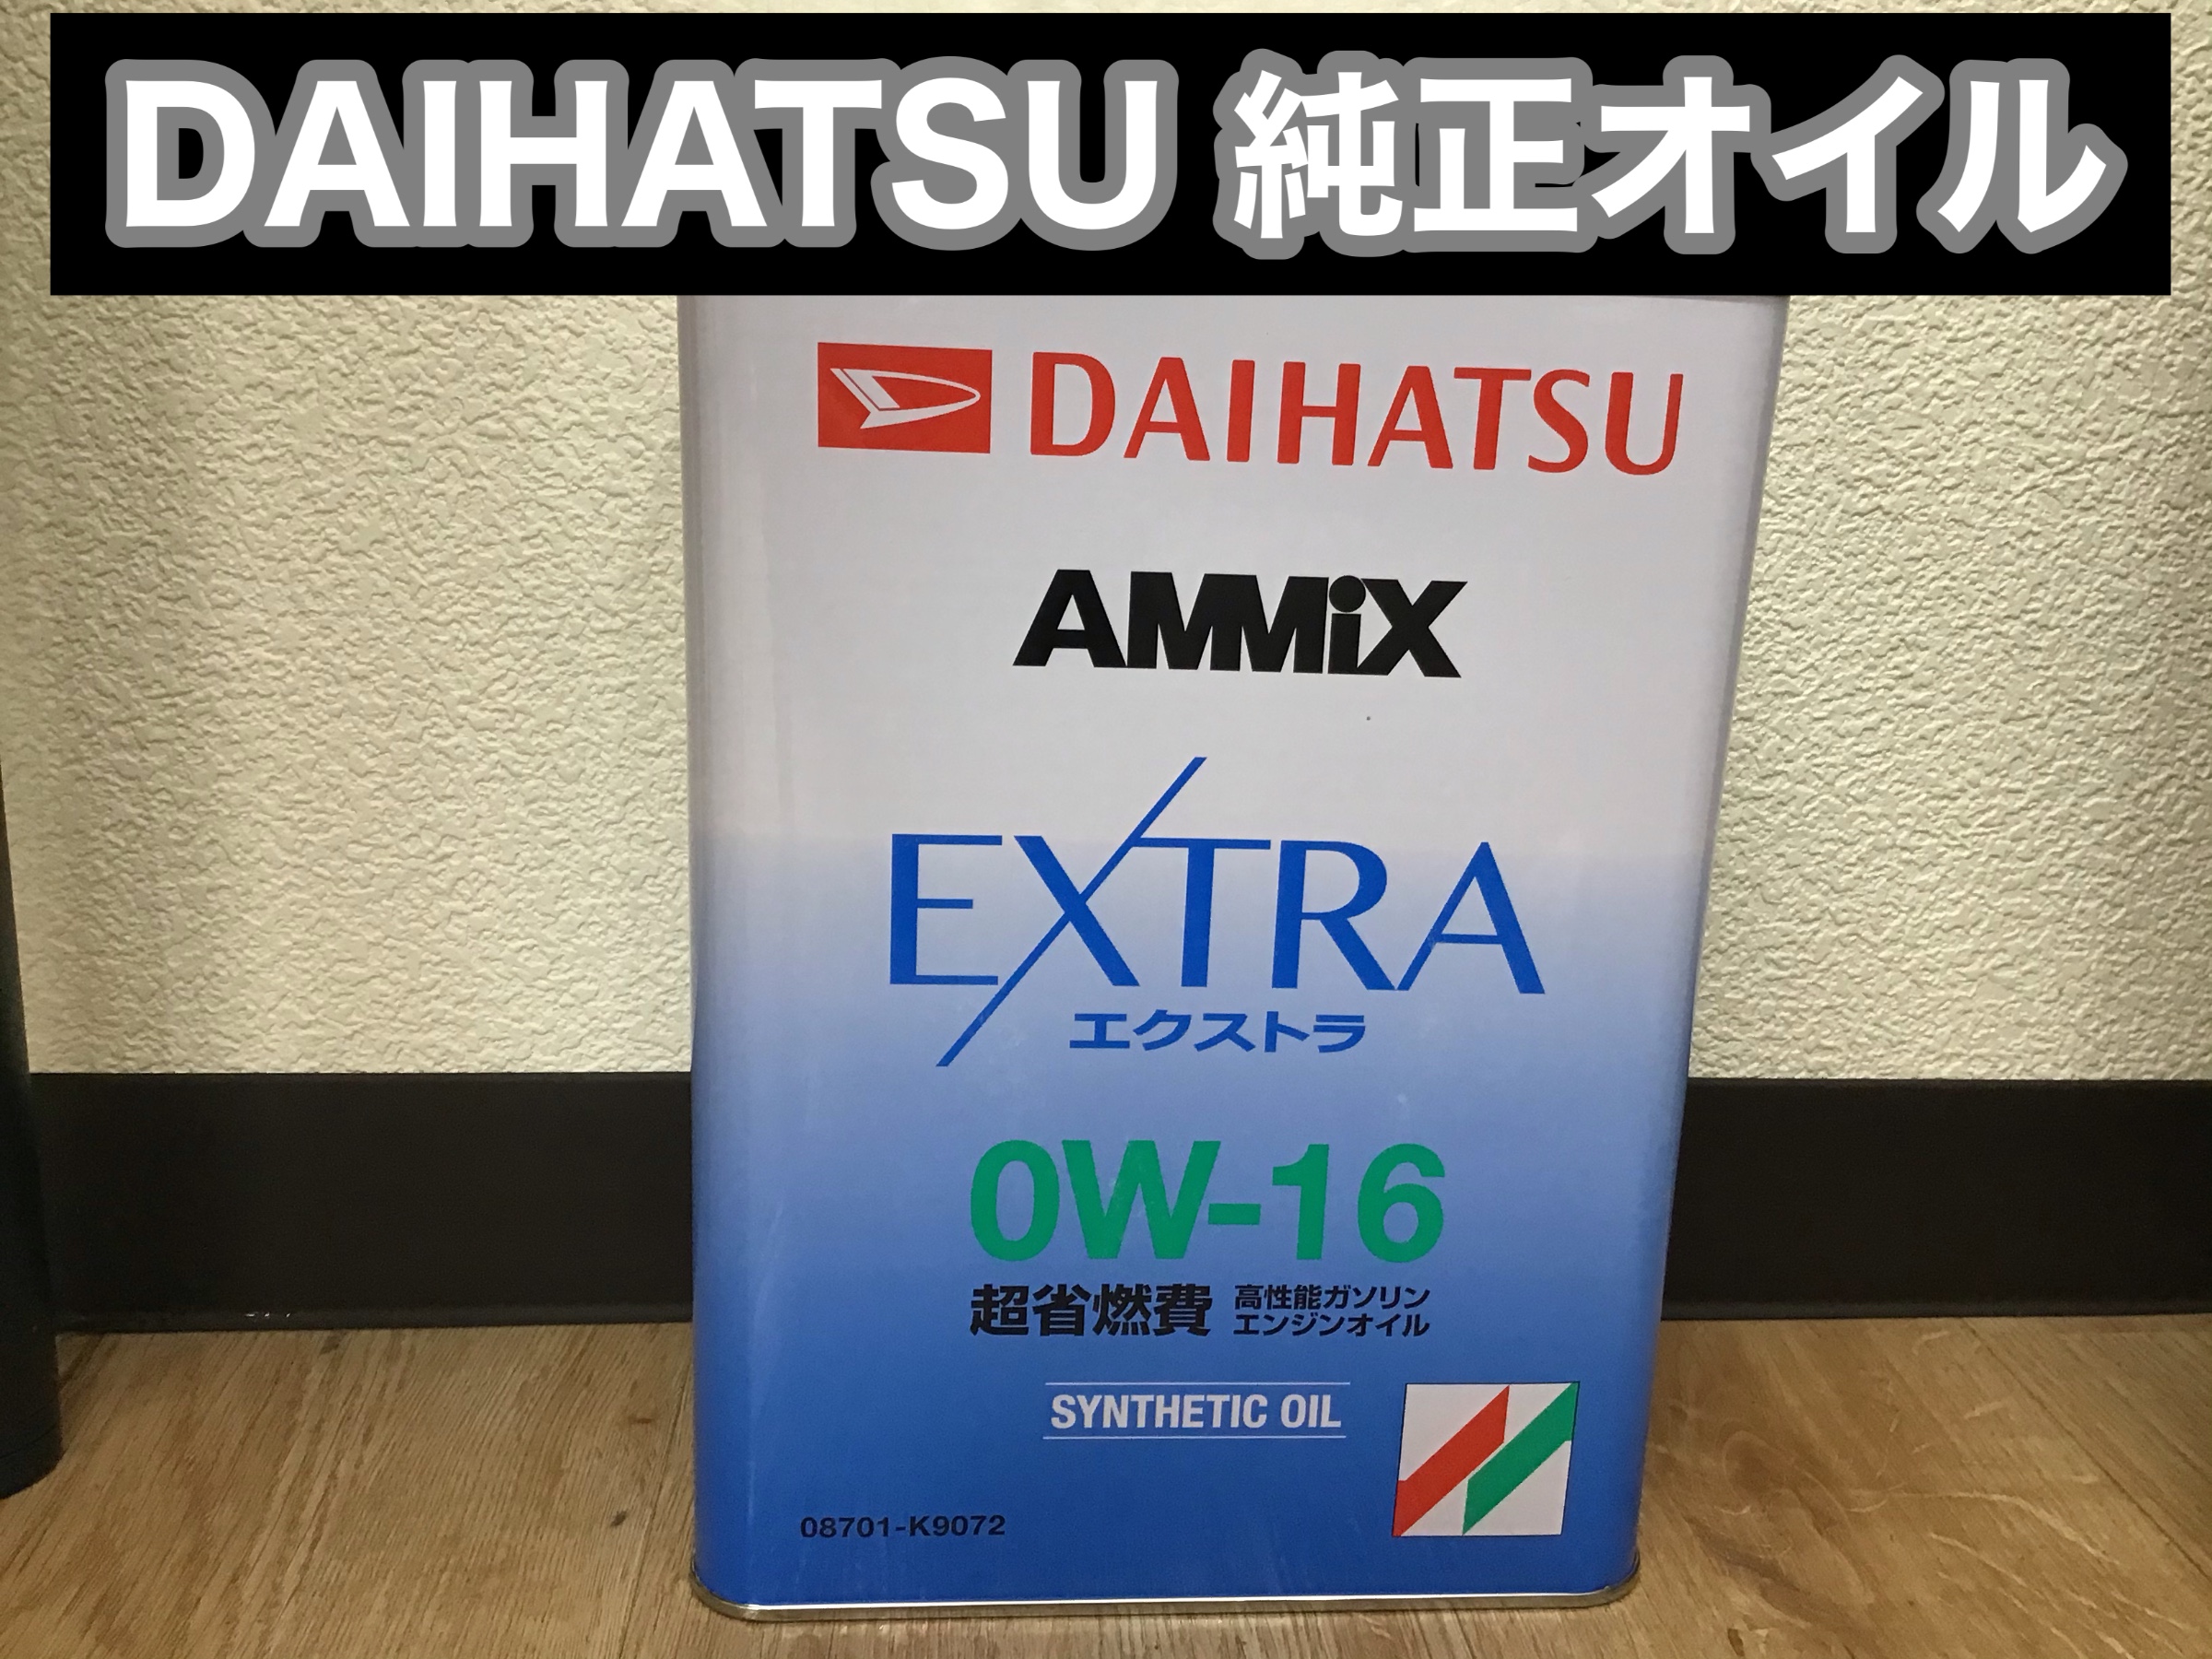 DAIHATSU 純正オイル
DAIHATSU
AMMiX
EXTRA
エクストラ
0W-16
超省燃費 高性能ガソリン
エンジンオイル
SYNTHETIC OIL
08701-K9072